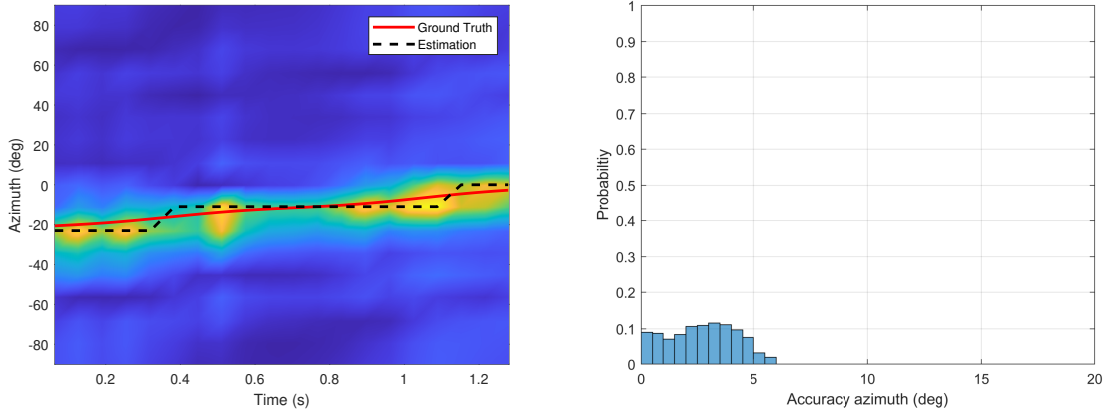 80
60
40
20
0
-20
-40
-60
-80
Azimuth (deg)
0.2 0.4 0.6 0.8 1 1.2
Time (s)
Ground Truth
Estimation
1
0.9
0.8
0.7
0.6
0.5
0.4
0.3
0.2
0.1
0
Probabiltiy
0 5 10 15 20
Accuracy azimuth (deg)